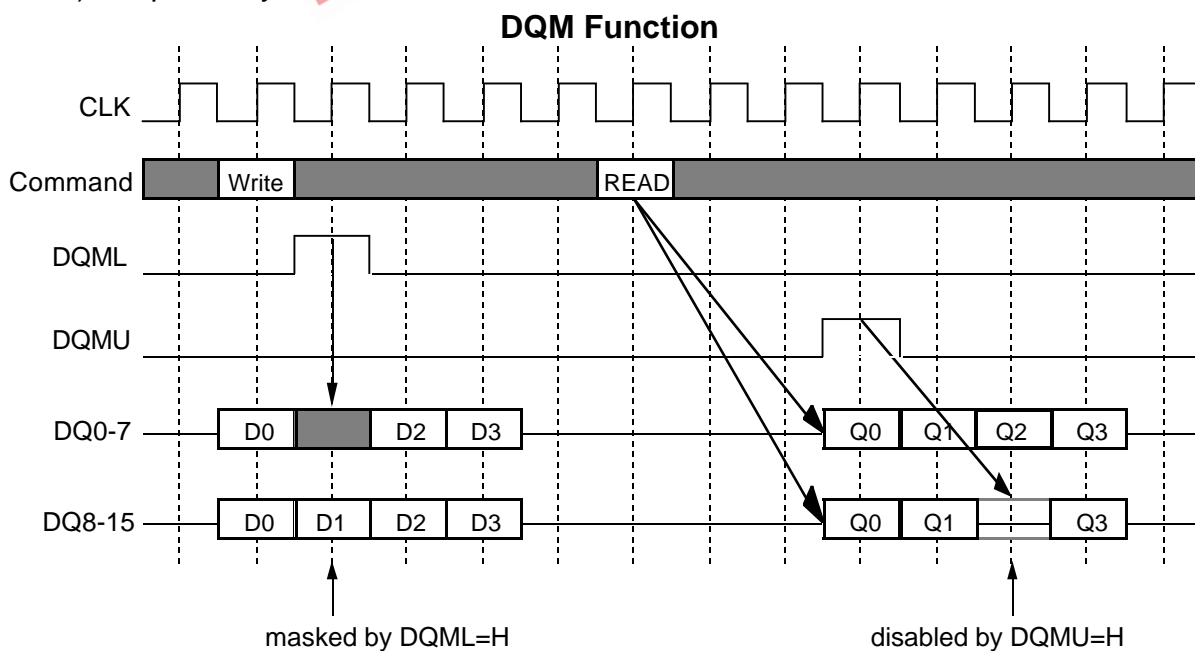 DQM Function
CLK
Command Write READ
DQML
DQMU
DQ0-7 D0 D2 D3 Q0 Q1 Q2 Q3
DQ8-15 D0 D1 D2 D3 Q0 Q1 Q3
masked by DQML=H disabled by DQMU=H